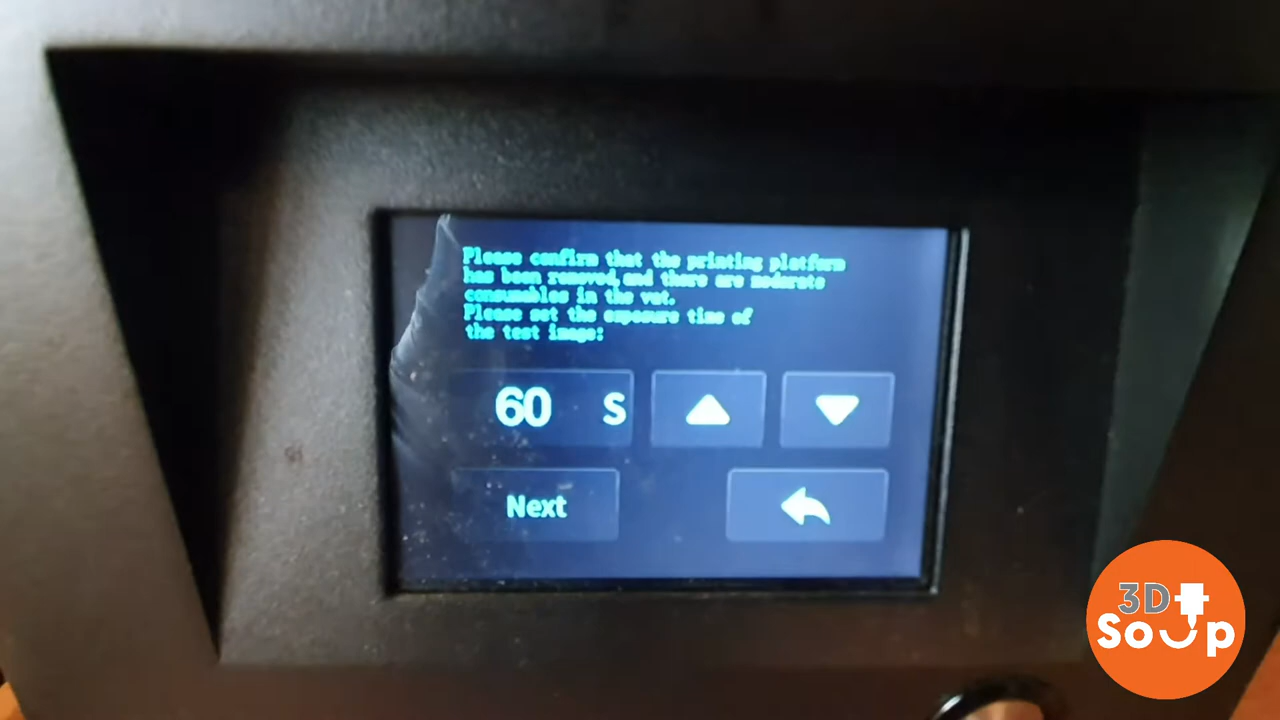 Please confirm that the printing platform
has been removed,and there are moderate
consumables in the vat.
Please set the exposure time of
the test image:
60 S
Next
3D
Soup